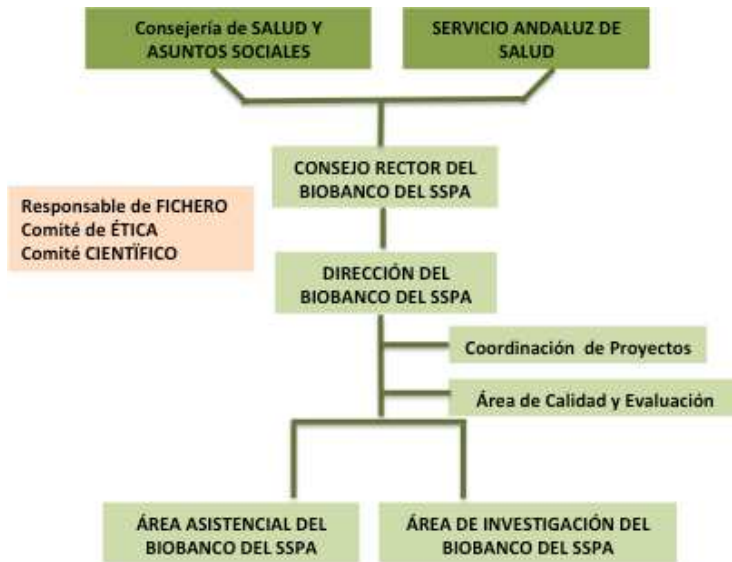 Consejería de SALUD Y
ASUNTOS SOCIALES
SERVICIO ANDALUZ DE
SALUD
CONSEJO RECTOR DEL
BIOBANCO DEL SSPA
Responsable de FICHERO
Comité de ÉTICA
Comité CIENTÏFICO
DIRECCIÓN DEL
BIOBANCO DEL SSPA
Coordinación de Proyectos
Área de Calidad y Evaluación
ÁREA ASISTENCIAL DEL
BIOBANCO DEL SSPA
ÁREA DE INVESTIGACIÓN DEL
BIOBANCO DEL SSPA